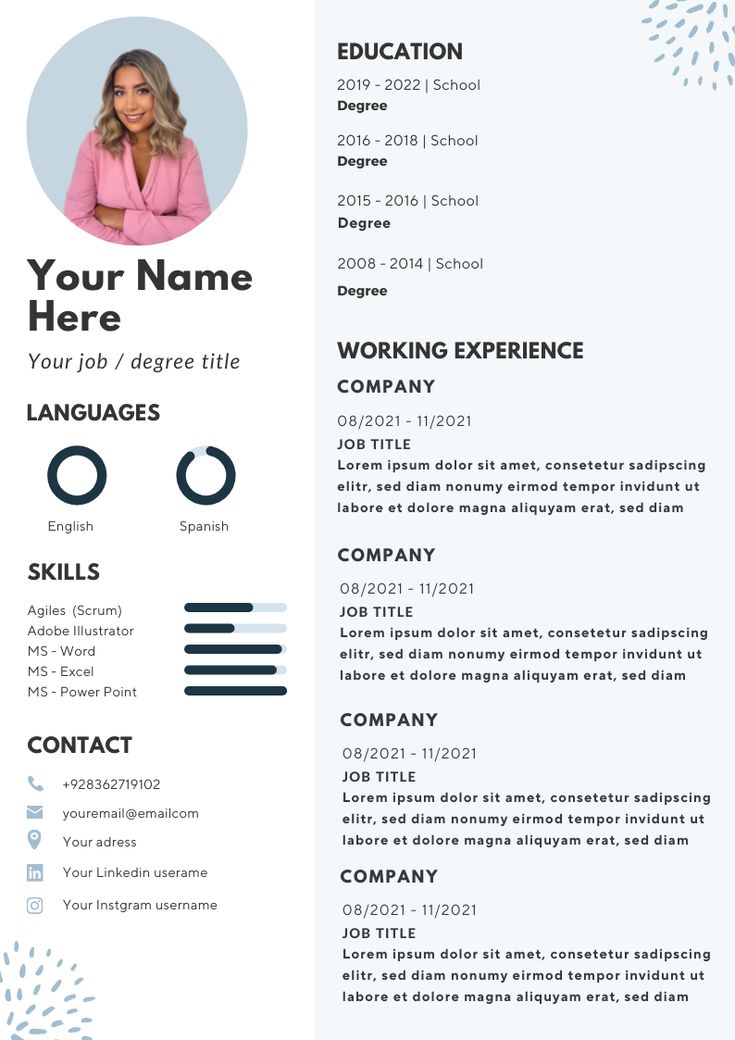 Your Name
Here
Your job / degree title
LANGUAGES
English
Spanish
SKILLS
Agiles (Scrum)
Adobe Illustrator
MS - Word
MS - Excel
MS - Power Point
CONTACT
+928362719102
youremail@emailcom
Your adress
Your Linkedin userame
Your Instgram username
EDUCATION
2019 - 2022 | School
Degree
2016 - 2018 | School
Degree
2015 - 2016 | School
Degree
2008 - 2014 | School
Degree
WORKING EXPERIENCE
COMPANY
08/2021 - 11/2021
JOB TITLE
Lorem ipsum dolor sit amet, consetetur sadipscing
elitr, sed diam nonumy eirmod tempor invidunt ut
labore et dolore magna aliquyam erat, sed diam
COMPANY
08/2021 - 11/2021
JOB TITLE
Lorem ipsum dolor sit amet, consetetur sadipscing
elitr, sed diam nonumy eirmod tempor invidunt ut
labore et dolore magna aliquyam erat, sed diam
COMPANY
08/2021 - 11/2021
JOB TITLE
Lorem ipsum dolor sit amet, consetetur sadipscing
elitr, sed diam nonumy eirmod tempor invidunt ut
labore et dolore magna aliquyam erat, sed diam
COMPANY
08/2021 - 11/2021
JOB TITLE
Lorem ipsum dolor sit amet, consetetur sadipscing
elitr, sed diam nonumy eirmod tempor invidunt ut
labore et dolore magna aliquyam erat, sed diam